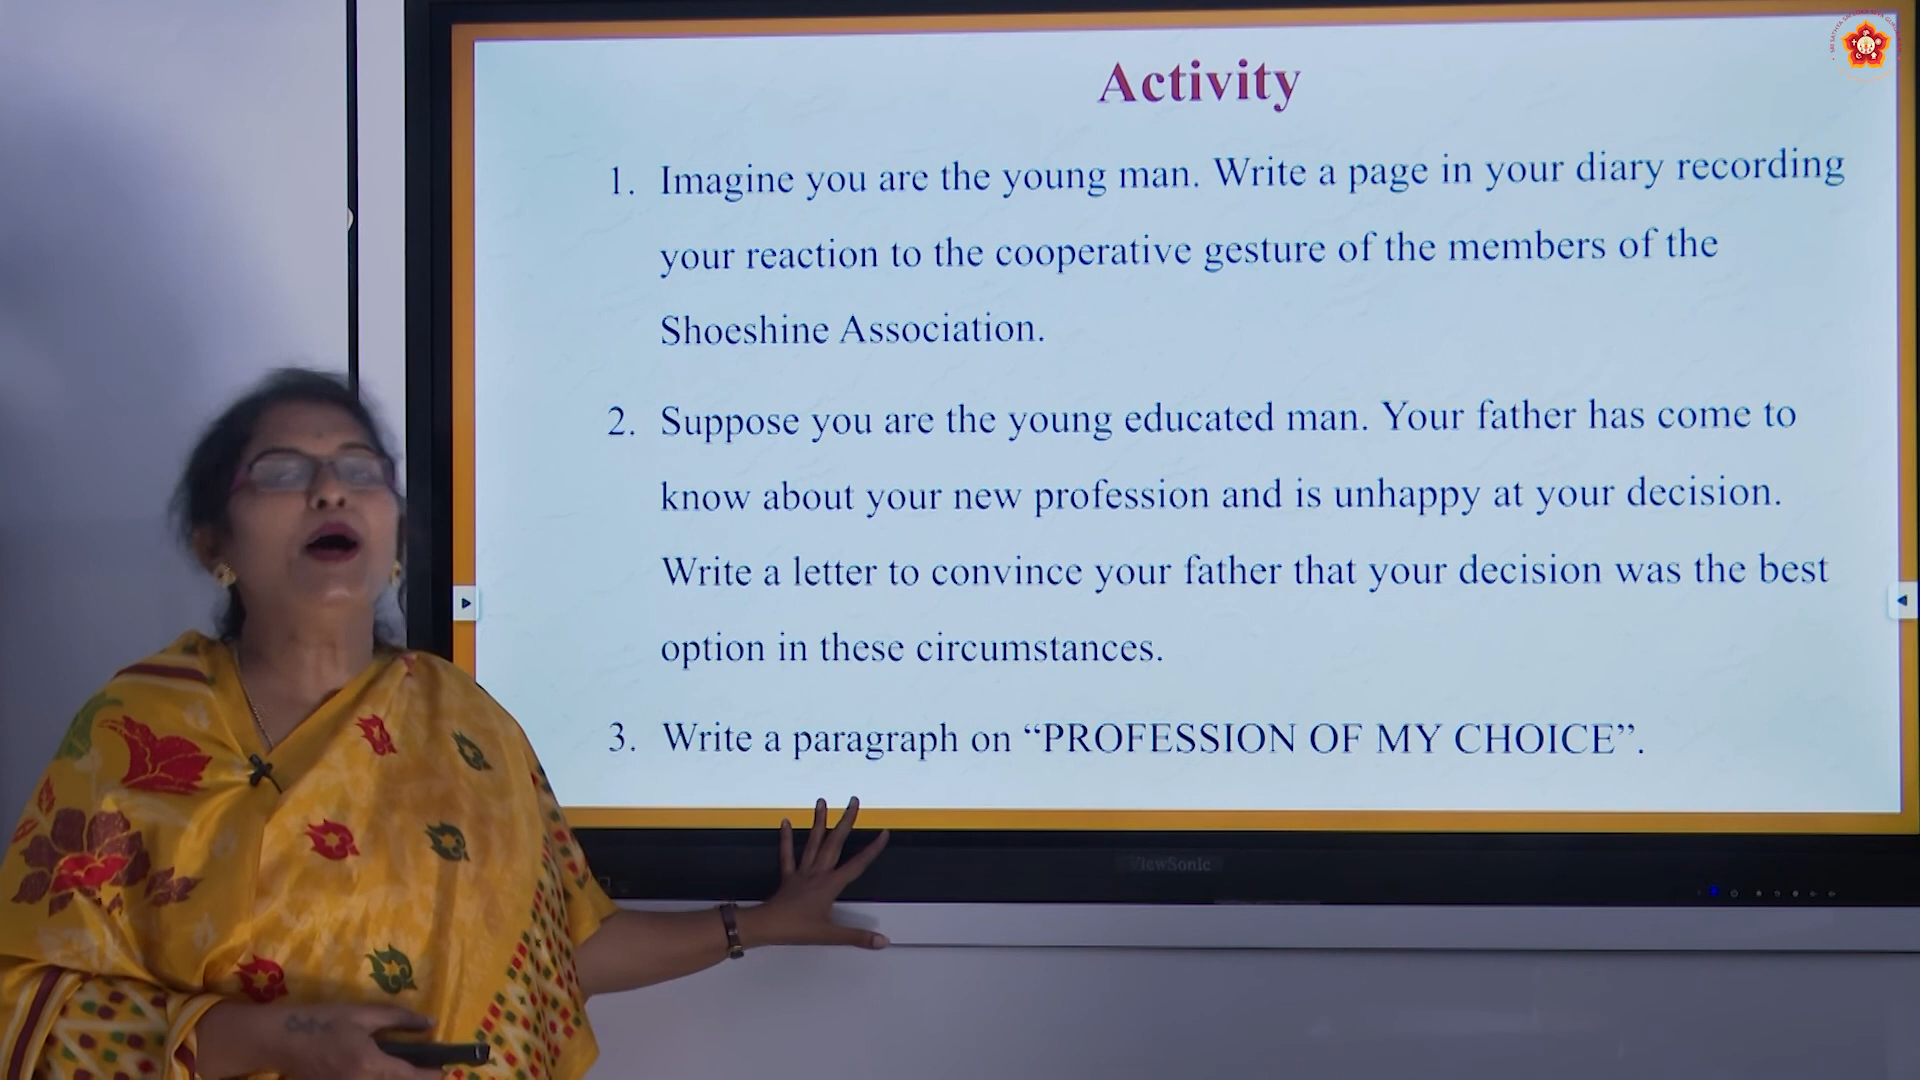 Activity
1. Imagine you are the young man. Write a page in your diary recording
your reaction to the cooperative gesture of the members of the
Shoeshine Association.
2. Suppose you are the young educated man. Your father has come to
know about your new profession and is unhappy at your decision.
Write a letter to convince your father that your decision was the best
option in these circumstances.
3. Write a paragraph on “PROFESSION OF MY CHOICE”.
ViewSonic